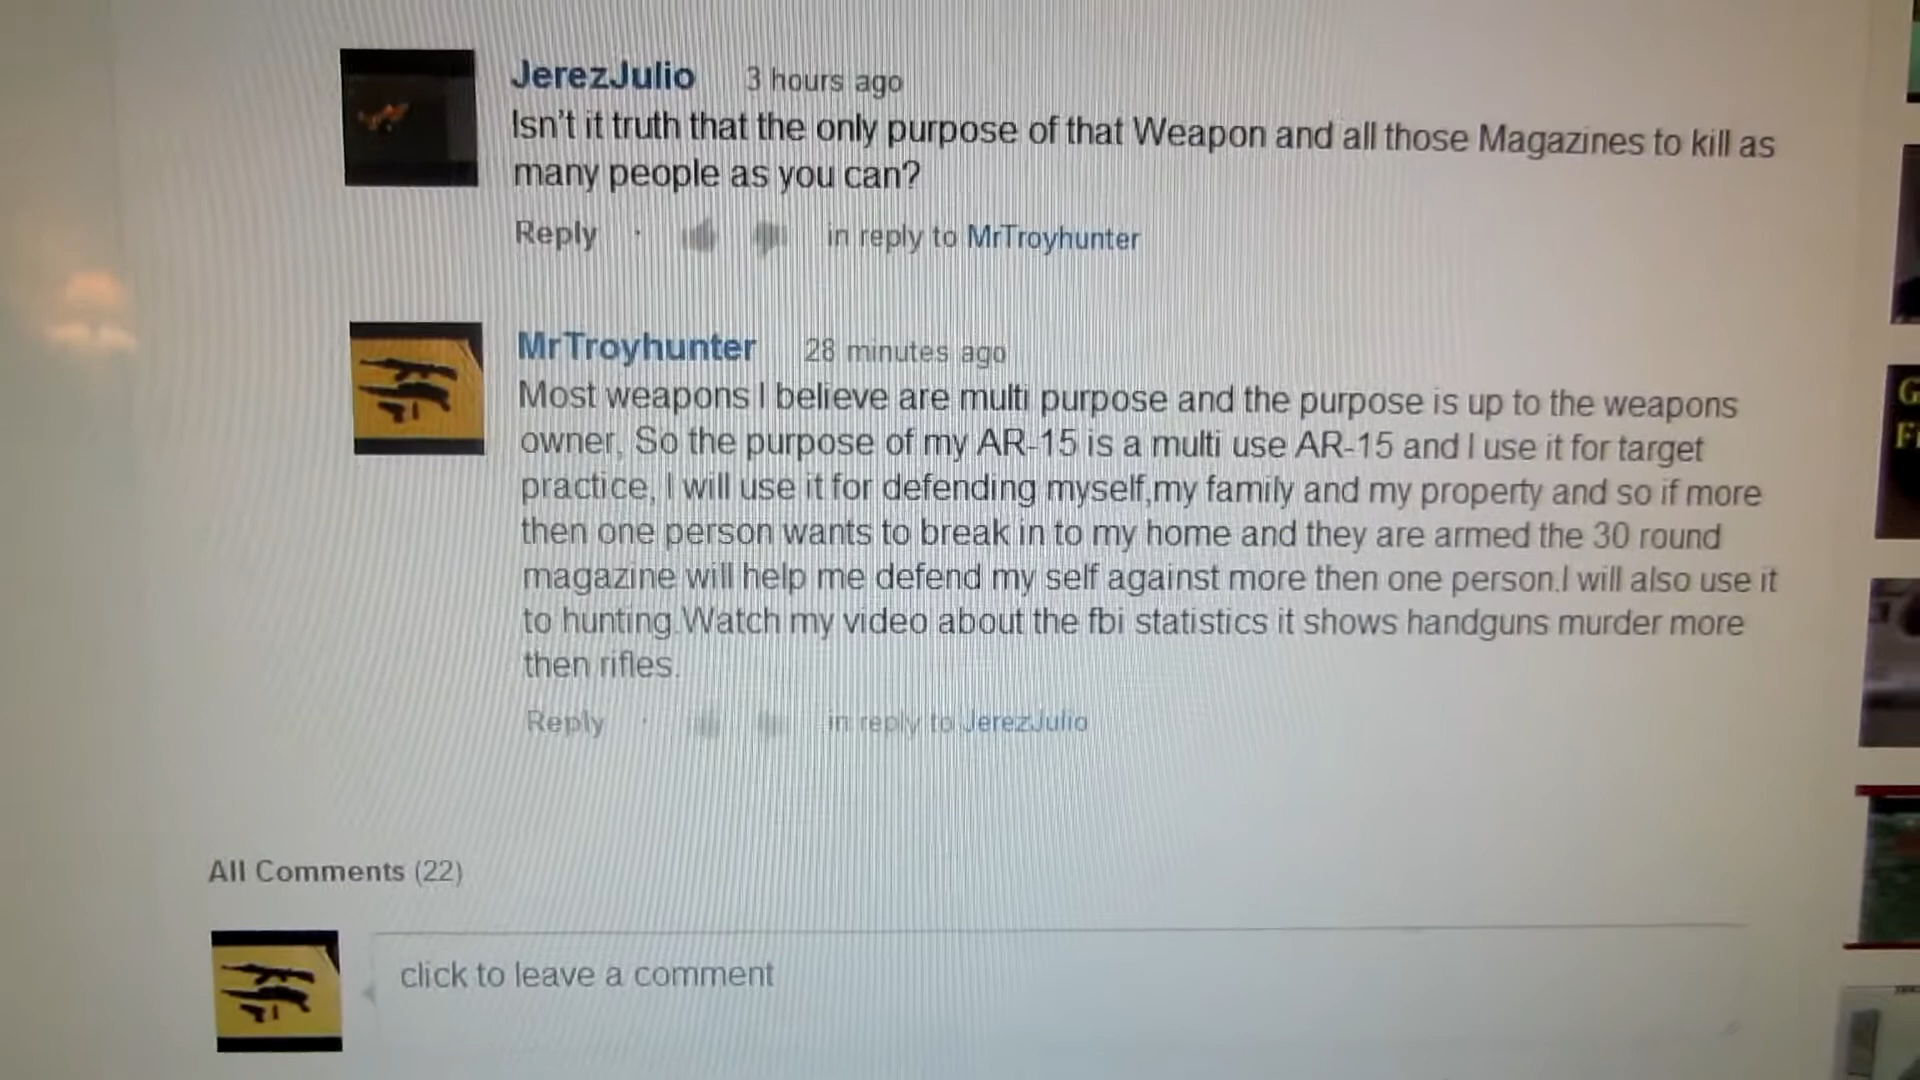 JerezJulio 3 hours ago
Isn't it truth that the only purpose of that Weapon and all those Magazines to kill as
many people as you can?
Reply · in reply to MrTroyhunter
MrTroyhunter 28 minutes ago
Most weapons I believe are multi purpose and the purpose is up to the weapons
owner, So the purpose of my AR-15 is a multi use AR-15 and I use it for target
practice, I will use it for defending myself,my family and my property and so if more
then one person wants to break in to my home and they are armed the 30 round
magazine will help me defend my self against more then one person.I will also use it
to hunting.Watch my video about the fbi statistics it shows handguns murder more
then rifles.
Reply · in reply to JerezJulio
All Comments (22)
click to leave a comment